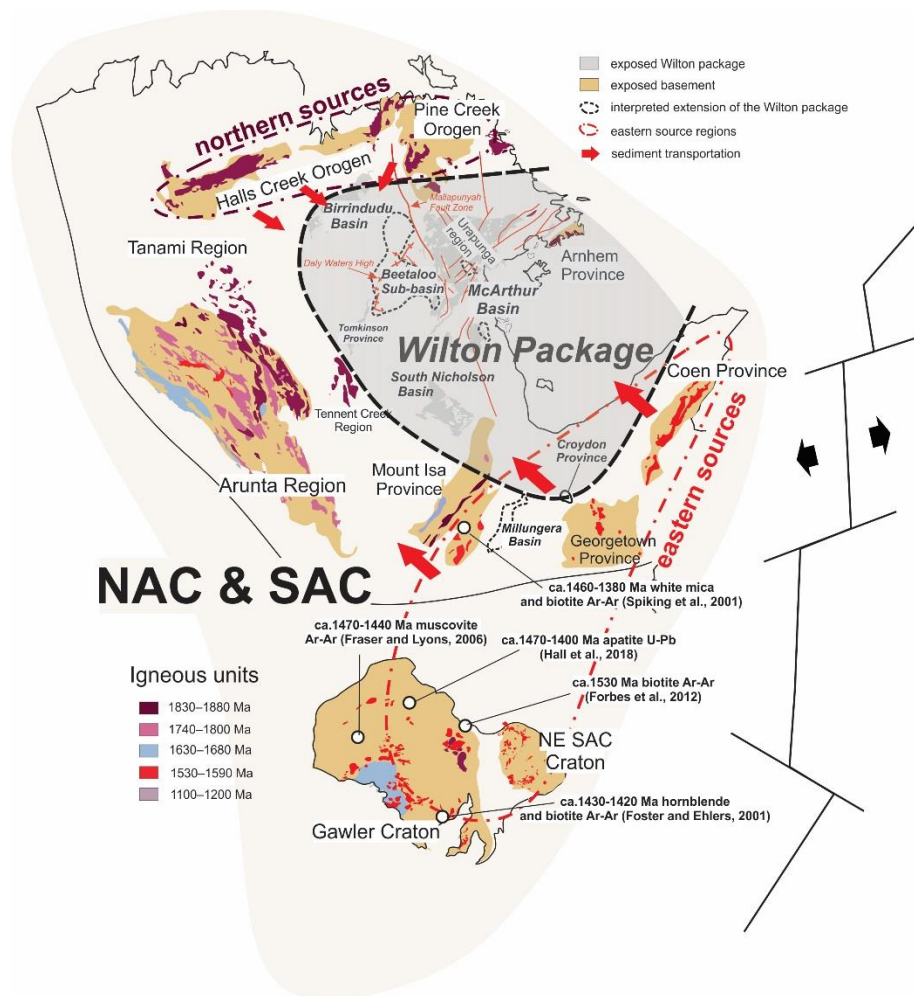 northern sources
Pine Creek
Orogen
Halls Creek Orogen
exposed Wilton package
exposed basement
interpreted extension of the Wilton package
eastern source regions
sediment transportation
Birrindudu
Basin
Mallapunyah
Fault Zone
Urapunga
region
Arnhem
Province
Tanami Region
Daly Waters High
Beetaloo
Sub-basin
McArthur
Basin
Tomkinson
Province
Wilton Package
South Nicholson
Basin
Coen Province
Tennent Creek
Region
Croydon
Province
Mount Isa
Province
Arunta Region
Millungera
Basin
Georgetown
Province
eastern sources
NAC & SAC
ca.1460-1380 Ma white mica
and biotite Ar-Ar (Spiking et al., 2001)
ca.1470-1440 Ma muscovite
Ar-Ar (Fraser and Lyons, 2006)
ca.1470-1400 Ma apatite U-Pb
(Hall et al., 2018)
ca.1530 Ma biotite Ar-Ar
(Forbes et al., 2012)
Igneous units
1830–1880 Ma
1740–1800 Ma
1630–1680 Ma
1530–1590 Ma
1100–1200 Ma
NE SAC
Craton
ca.1430-1420 Ma hornblende
and biotite Ar-Ar (Foster and Ehlers, 2001)
Gawler Craton